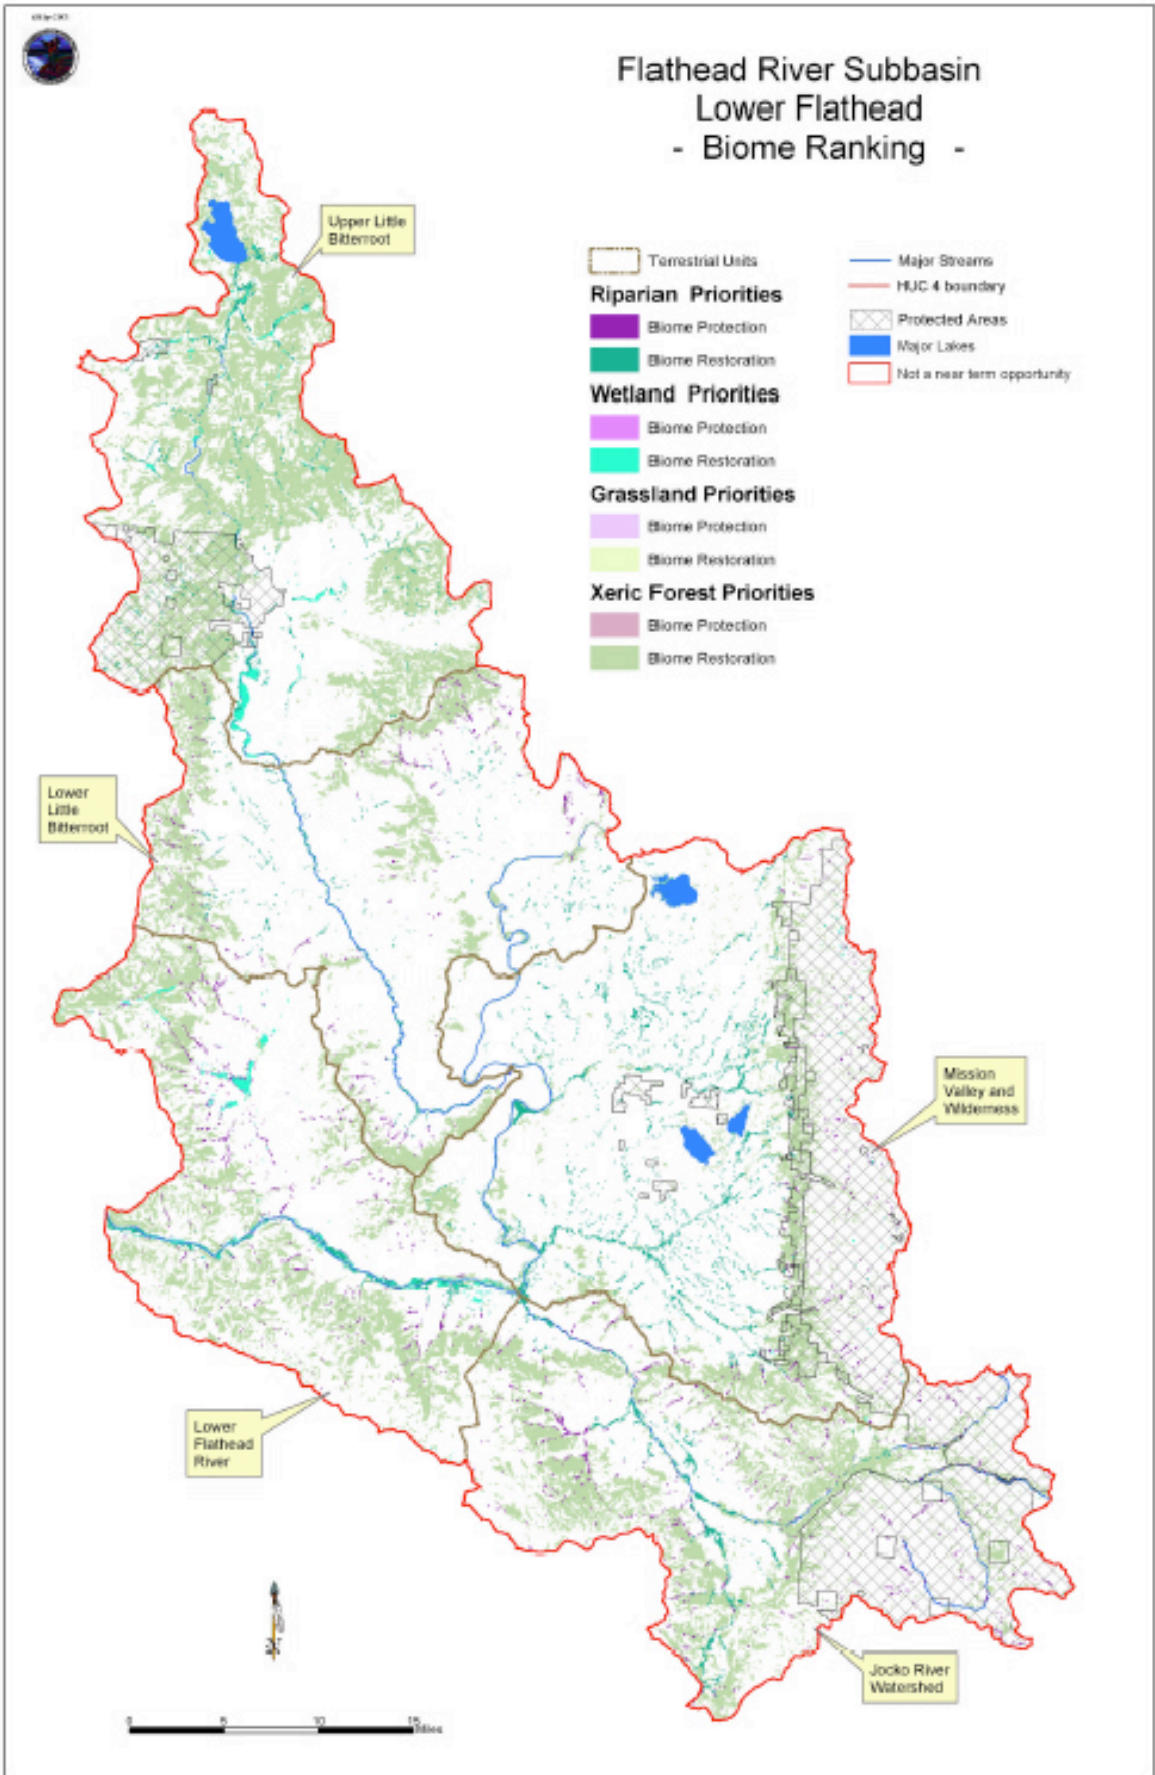 Flathead River Subbasin
Lower Flathead
- Biome Ranking -
Upper Little
Bitterroot
Terrestrial Units
Riparian Priorities
Biome Protection
Biome Restoration
Wetland Priorities
Biome Protection
Biome Restoration
Grassland Priorities
Biome Protection
Biome Restoration
Xeric Forest Priorities
Biome Protection
Biome Restoration
Major Streams
HUC 4 boundary
Protected Areas
Major Lakes
Not a near term opportunity
Lower
Little
Bitterroot
Mission
Valley and
Wilderness
Lower
Flathead
River
Jocko River
Watershed
0 5 10 15
Miles